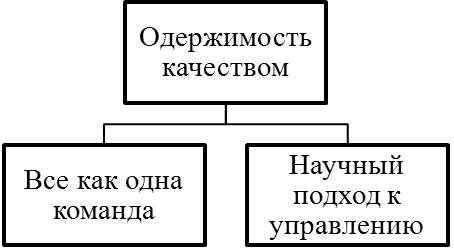 Одержимость
качеством
Все как одна
команда
Научный
подход к
управлению